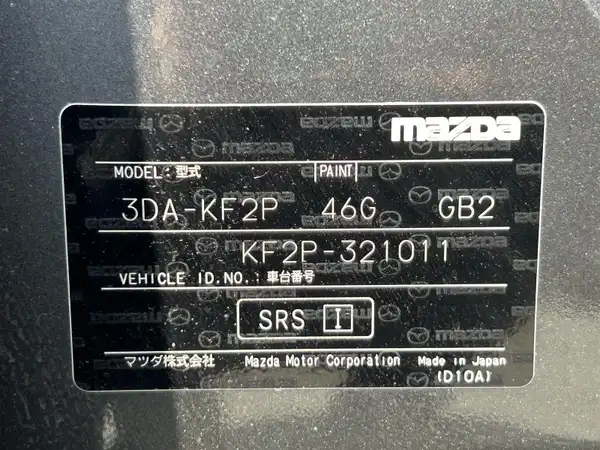 mazda
MODEL:型式 PAINT
3DA-KF2P 46G GB2
KF2P-321011
VEHICLE ID.NO.:車台番号
SRS I
マツダ株式会社 Mazda Motor Corporation Made in Japan
(D10A)